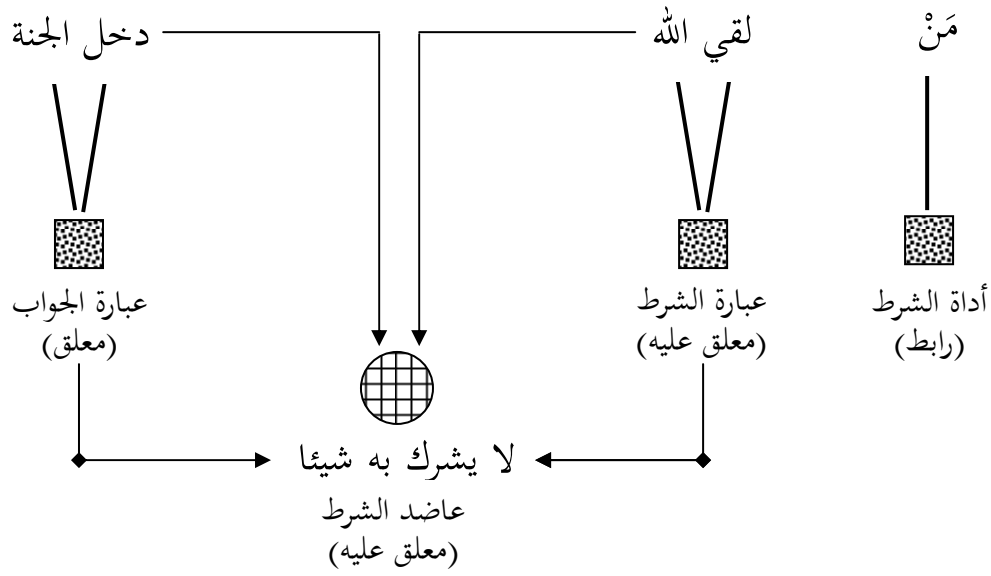 مَنْ
لقي الله
دخل الجنة
أداة الشرط
(رابط)
عبارة الشرط
(معلق عليه)
عبارة الجواب
(معلق)
لا يشرك به شيئا
عاضد الشرط
(معلق عليه)